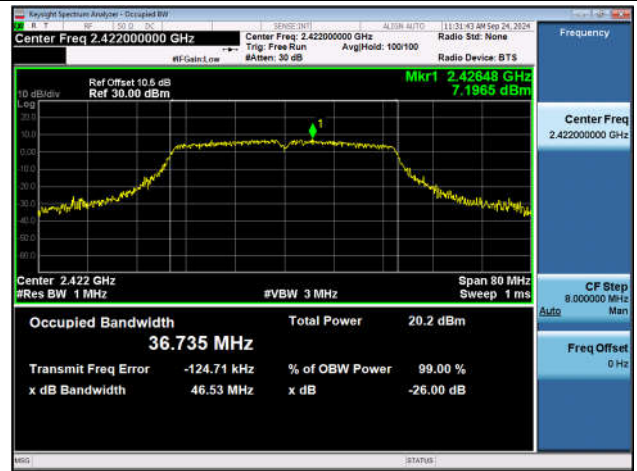 Keysight Spectrum Analyzer - Occupied BW
R T RF 50 Ω DC SENSE:INT ALIGN AUTO 11:31:43 AM Sep 24, 2024
Center Freq 2.422000000 GHz
Center Freq: 2.422000000 GHz
Radio Std: None
Trig: Free Run Avg|Hold: 100/100
#IFGain:Low
#Atten: 30 dB
Radio Device: BTS
Frequency
Ref Offset 10.5 dB
Mkr1 2.42648 GHz
10 dB/div Ref 30.00 dBm
7.1965 dBm
Log
20.0
10.0
0.00
-10.0
-20.0
-30.0
-40.0
-50.0
-60.0
1
Center 2.422 GHz
Span 80 MHz
#Res BW 1 MHz
#VBW 3 MHz
Sweep 1 ms
Occupied Bandwidth
Total Power 20.2 dBm
36.735 MHz
Transmit Freq Error -124.71 kHz
% of OBW Power 99.00 %
x dB Bandwidth 46.53 MHz
x dB -26.00 dB
Center Freq
2.422000000 GHz
CF Step
8.000000 MHz
Auto Man
Freq Offset
0 Hz
MSG
STATUS